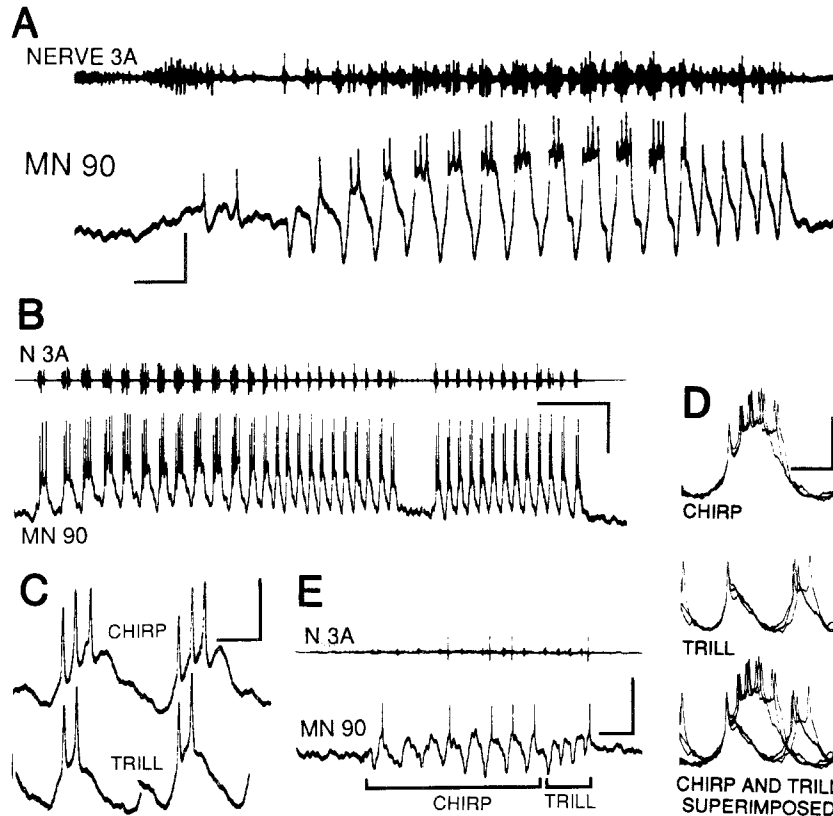 A
NERVE 3A
MN 90
B
N 3A
MN 90
C
CHIRP
TRILL
D
CHIRP
TRILL
CHIRP AND TRILL
SUPERIMPOSED
E
N 3A
MN 90
CHIRP
TRILL